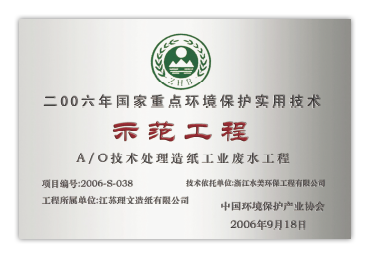 二00六年国家重点环境保护实用技术
示范工程
A/O技术处理造纸工业废水工程
项目编号:2006-S-038
技术依托单位:浙江水美环保工程有限公司
工程所属单位:江苏理文造纸有限公司
中国环境保护产业协会
2006年9月18日